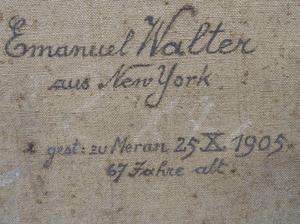 Emanuel Walter
aus New York
gest: zu Meran 25 X. 1905
67 Jahre alt.